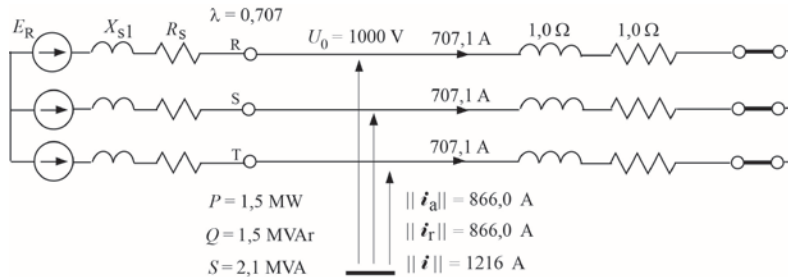 E_R X_s1 R_s λ = 0,707 R U_0 = 1000 V 707,1 A 1,0 Ω 1,0 Ω
S 707,1 A
T 707,1 A
P = 1,5 MW || i_a || = 866,0 A
Q = 1,5 MVAr || i_r || = 866,0 A
S = 2,1 MVA || i || = 1216 A